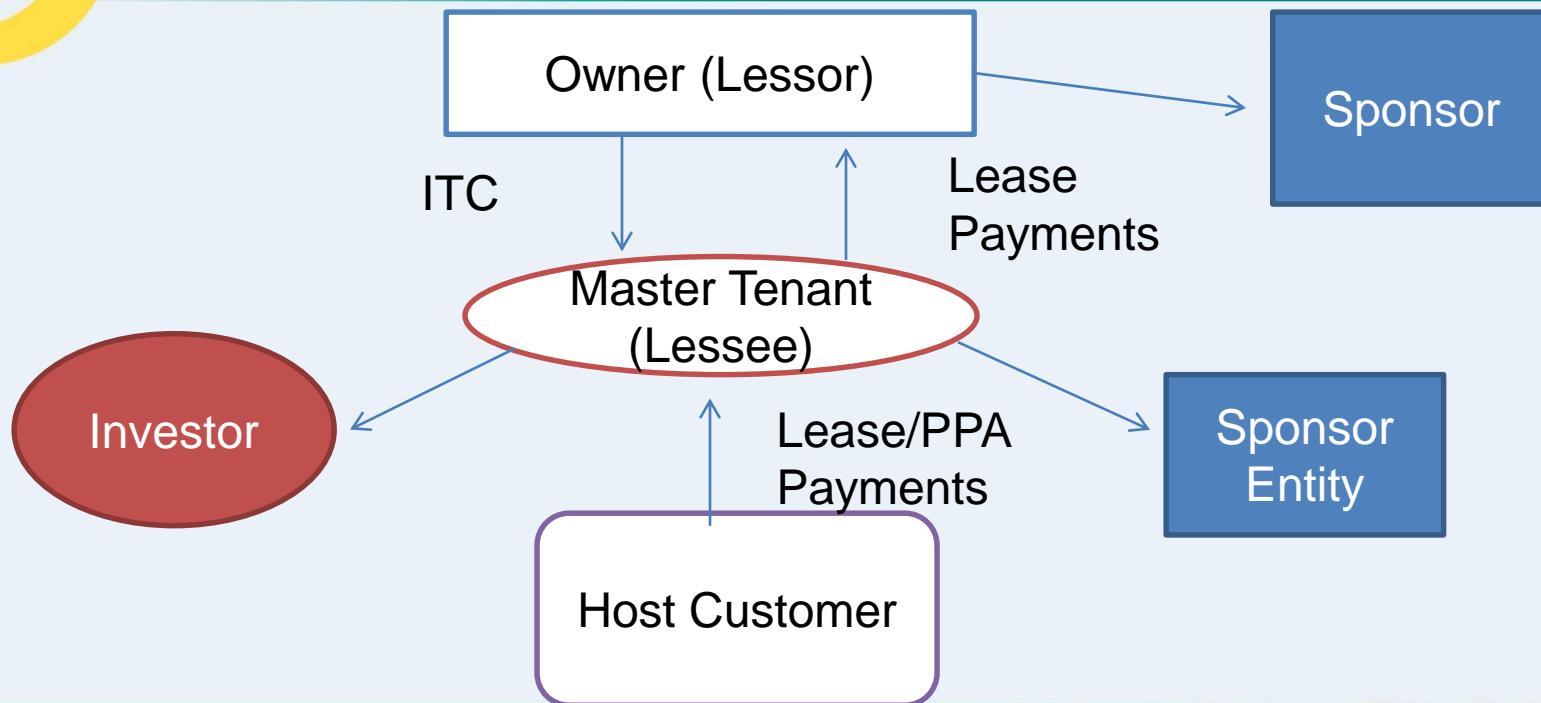 Owner (Lessor)
Sponsor
ITC
Lease
Payments
Master Tenant
(Lessee)
Investor
Lease/PPA
Payments
Sponsor
Entity
Host Customer